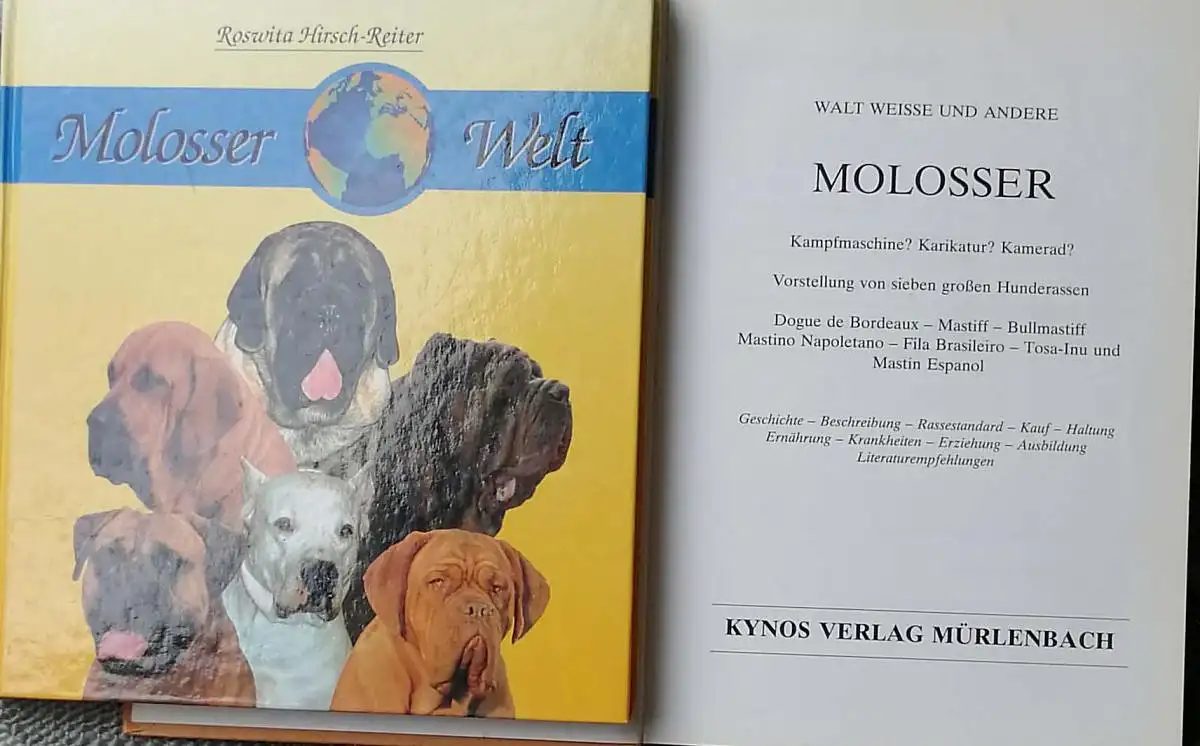 Roswita Hirsch-Reiter
Molosser Welt
WALT WEISSE UND ANDERE
MOLOSSER
Kampfmaschine? Karikatur? Kamerad?
Vorstellung von sieben großen Hunderassen
Dogue de Bordeaux – Mastiff – Bullmastiff
Mastino Napoletano – Fila Brasileiro – Tosa-Inu und
Mastin Espanol
Geschichte – Beschreibung – Rassestandard – Kauf – Haltung
Ernährung – Krankheiten – Erziehung – Ausbildung
Literaturempfehlungen
KYNOS VERLAG MÜRLENBACH